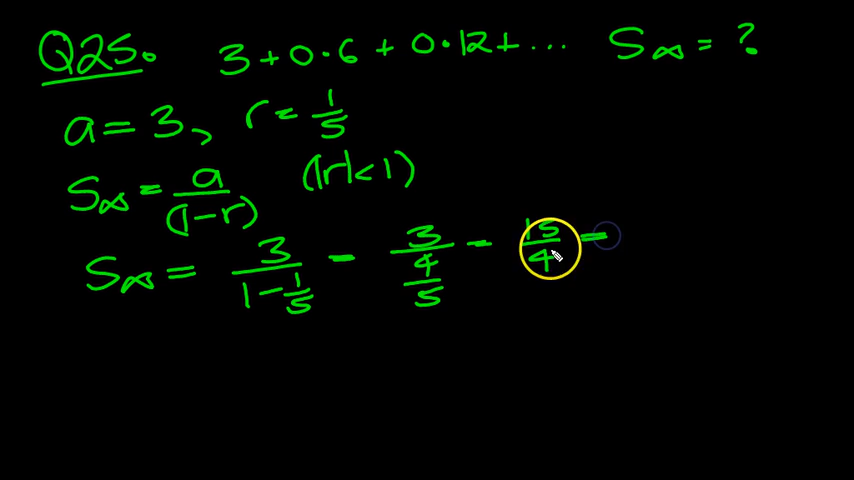 Q25. 3 + 0.6 + 0.12 + ... S∞ = ?
a = 3, r = 1/5
S∞ = a/(1-r) (|r|<1)
S∞ = 3/(1-1/5) - 3/(4/5) - 15/4 =